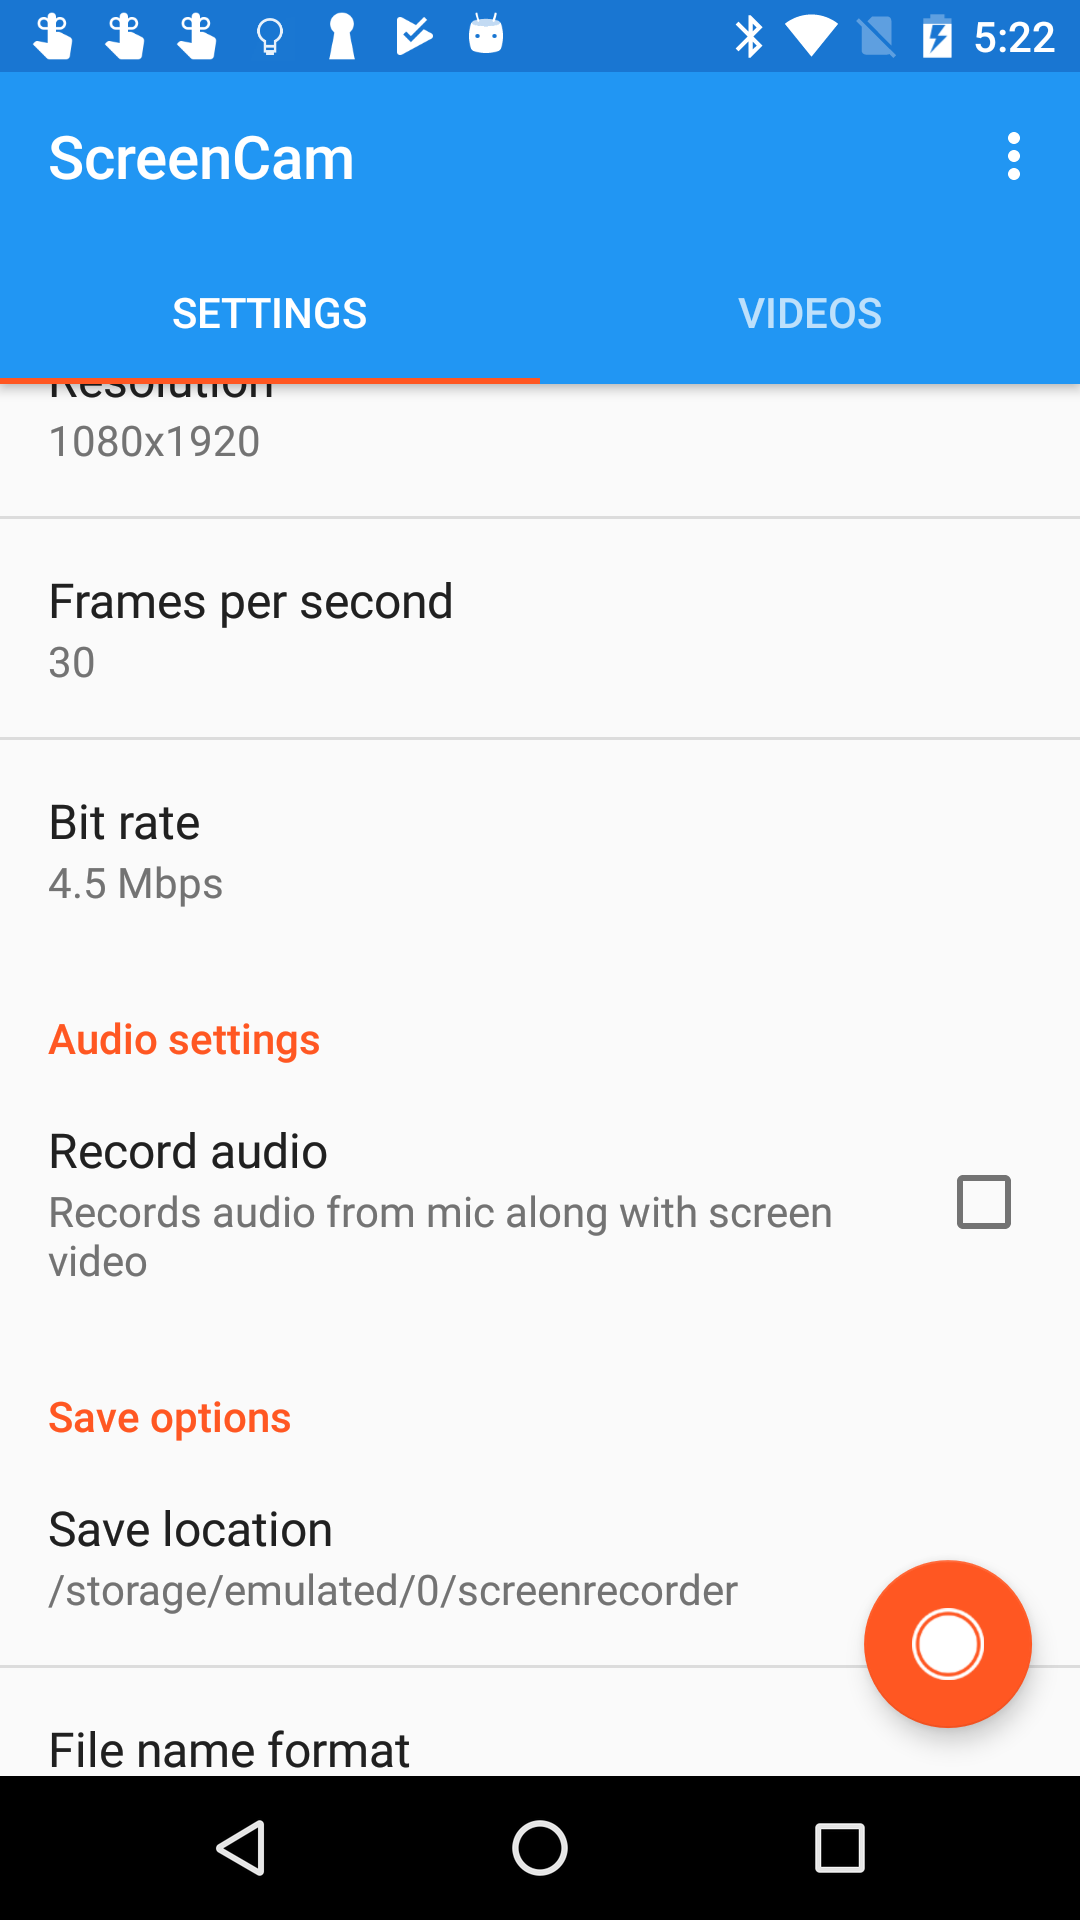 5:22
ScreenCam
SETTINGS
VIDEOS
Resolution
1080x1920
Frames per second
30
Bit rate
4.5 Mbps
Audio settings
Record audio
Records audio from mic along with screen
video
Save options
Save location
/storage/emulated/0/screenrecorder
File name format